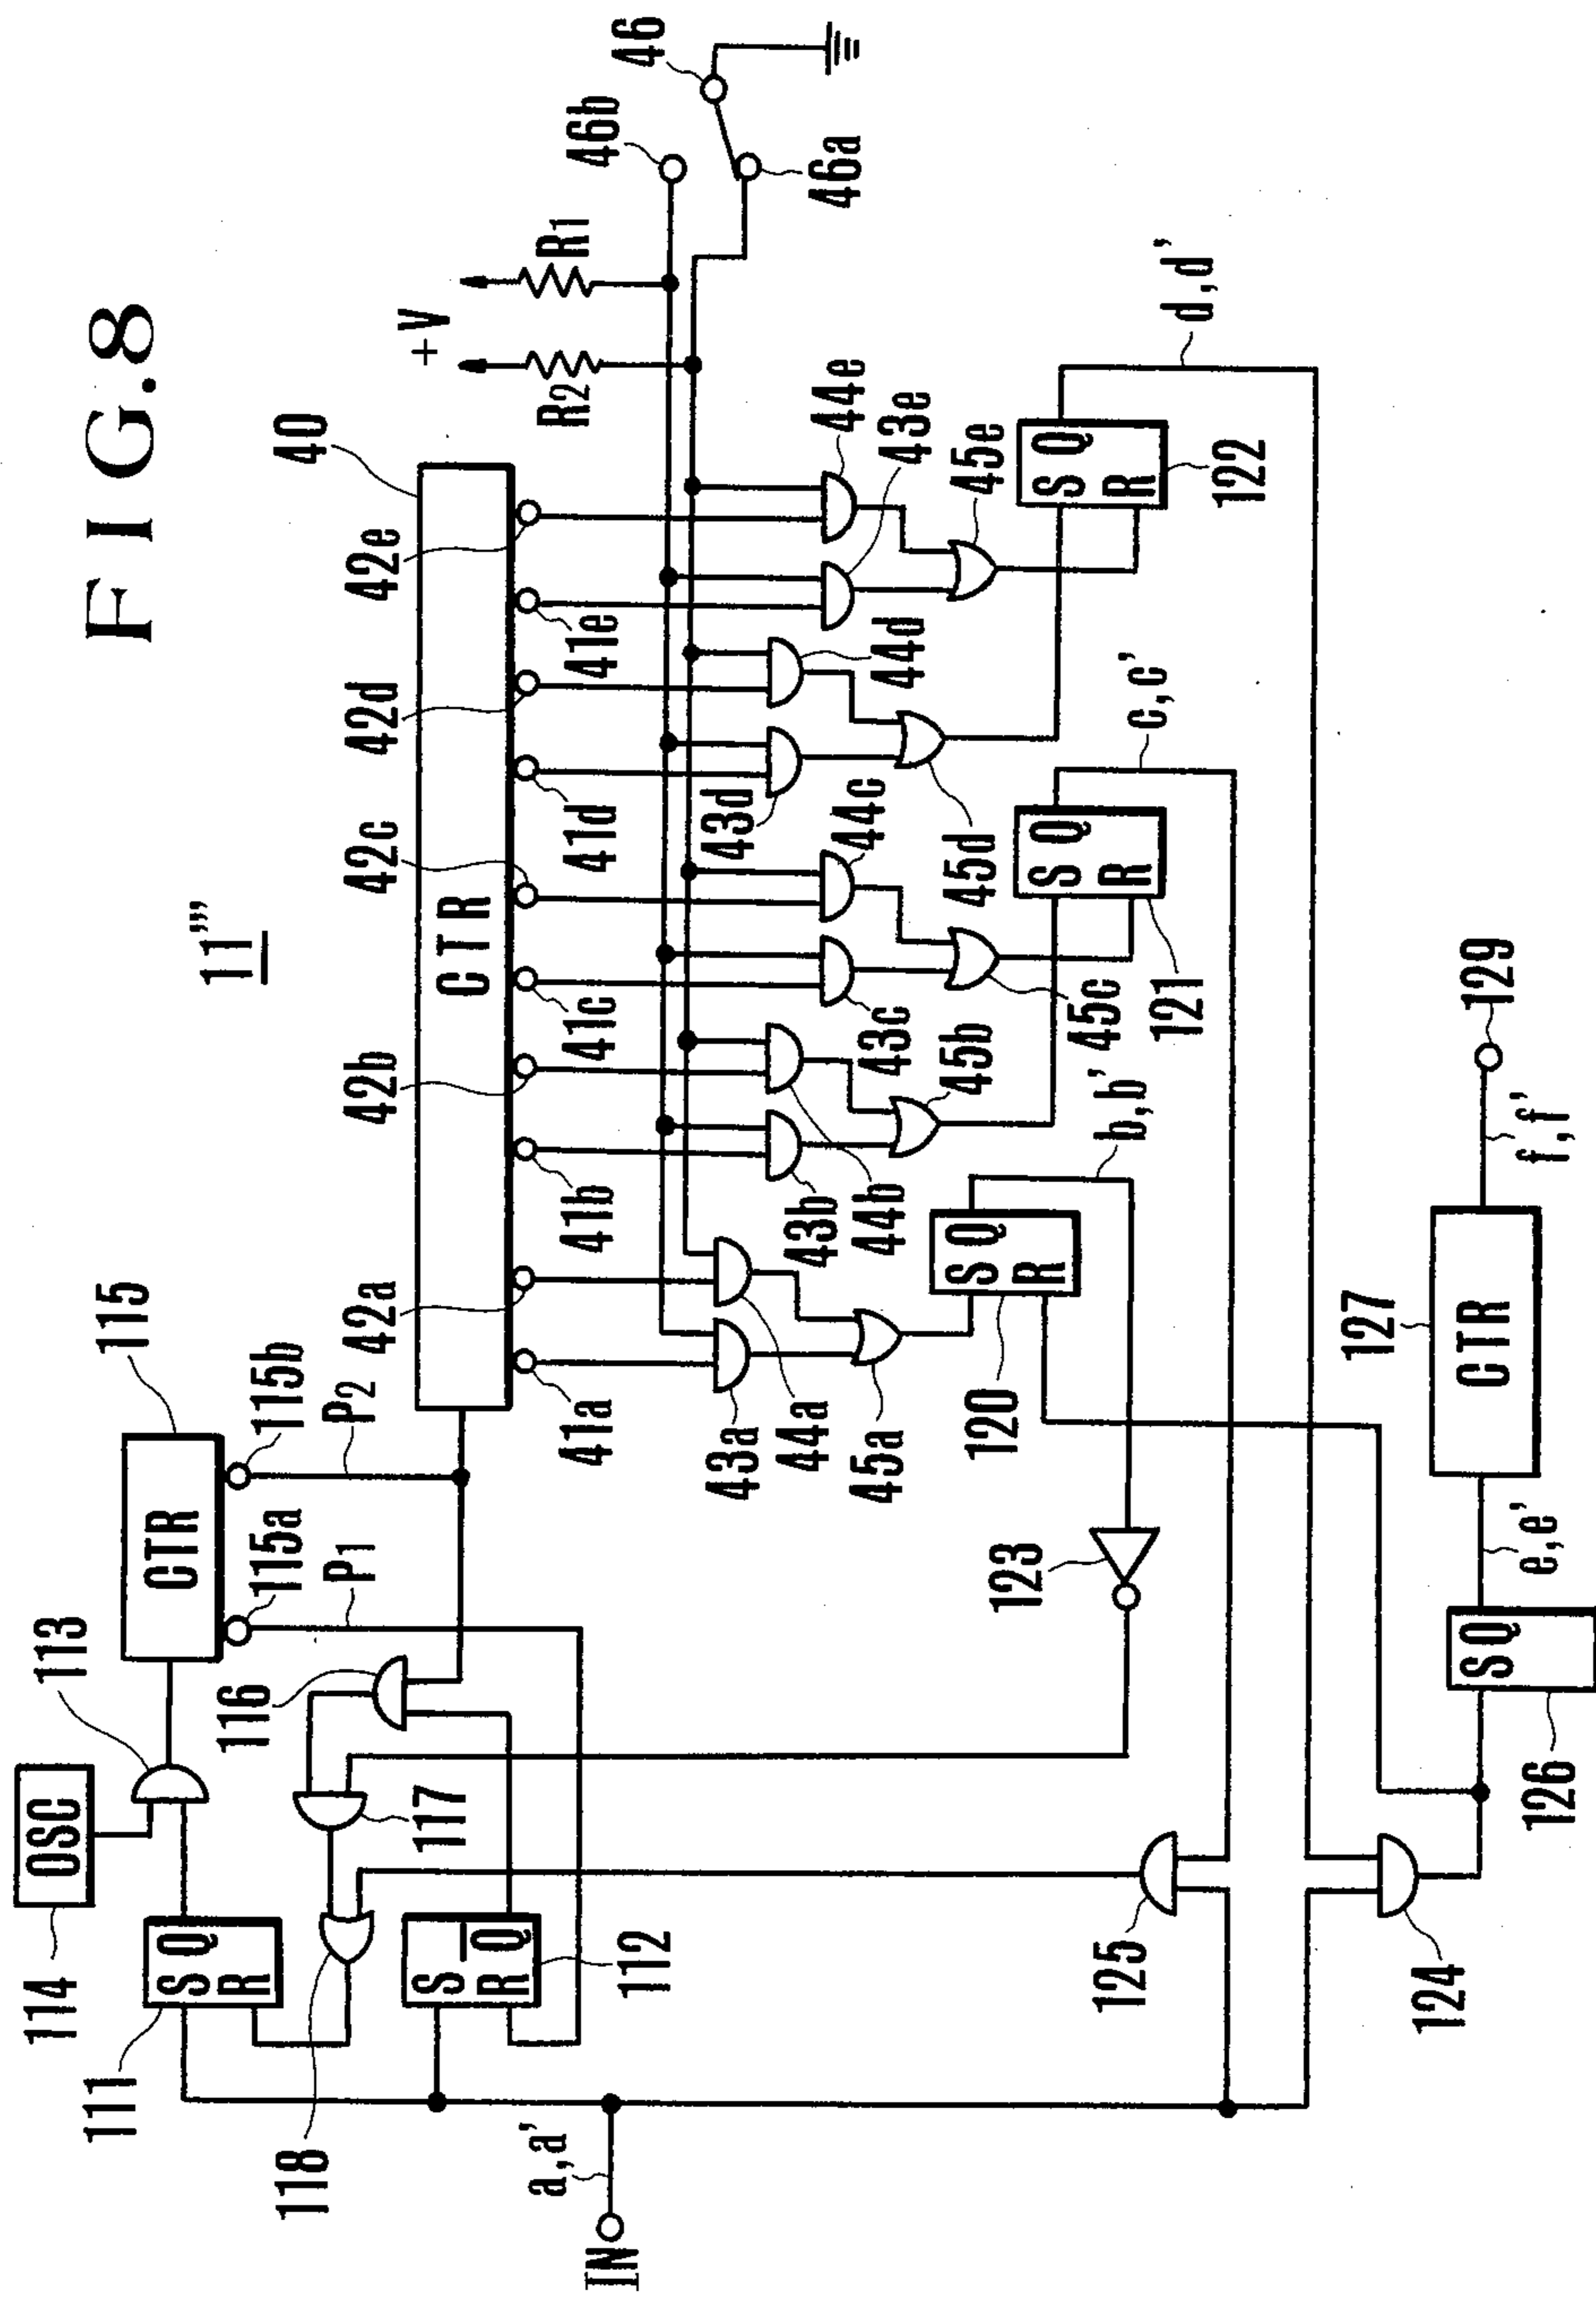 FIG.8
11'''
114
OSC
113
115
CTR
115a
115b
P1
P2
111
S Q
R
118
117
116
112
S
R Q
IN
a,a'
40
CTR
41a
42a
41b
42b
41c
42c
41d
42d
41e
42e
+V
R2
R1
46b
46
46a
43a
44a
45a
43b
44b
45b
43c
44c
45c
43d
44d
45d
43e
44e
45e
120
S Q
R
b,b'
121
S Q
R
c,c'
122
S Q
R
d,d'
123
125
124
126
S Q
e,e'
127
CTR
f,f'
129